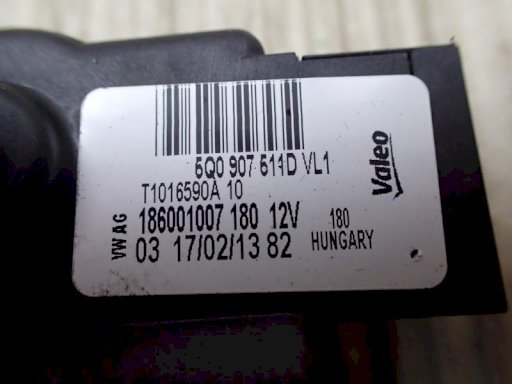 5Q0 907 511D VL1
T1016590A 10
186001007 180 12V
03 17/02/13 82
VW AG
180
HUNGARY
Valeo